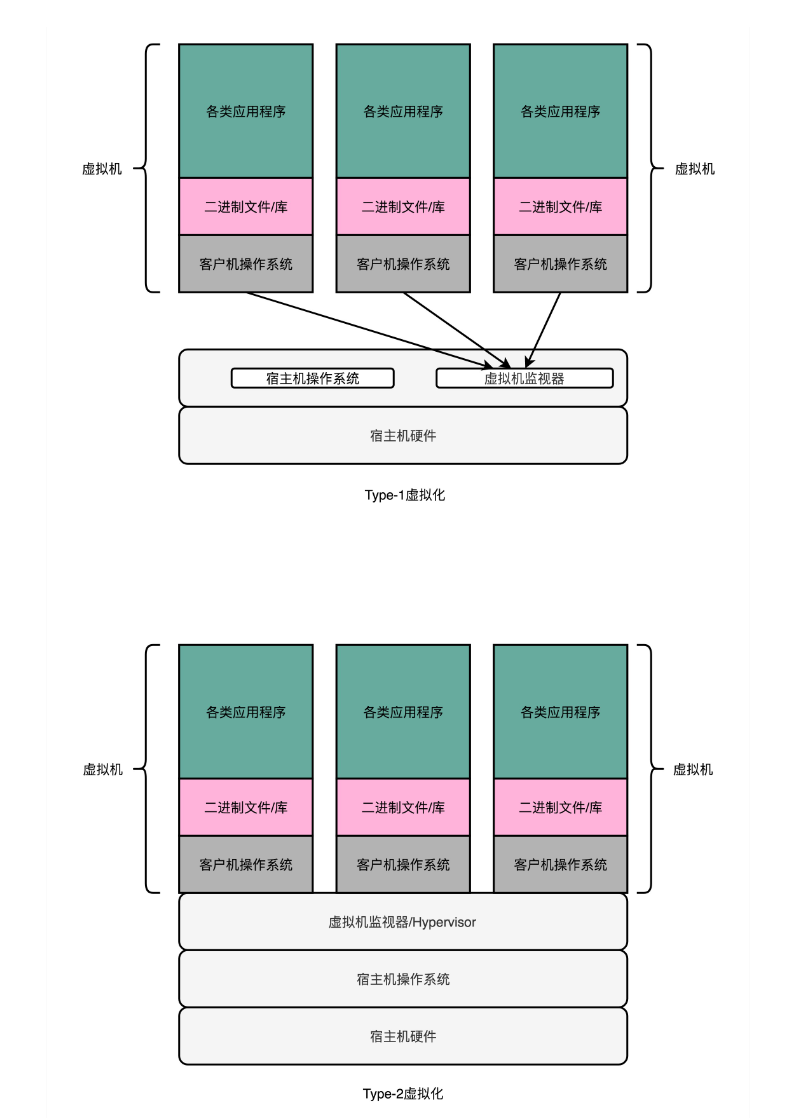 各类应用程序
各类应用程序
各类应用程序
虚拟机
虚拟机
二进制文件/库
二进制文件/库
二进制文件/库
客户机操作系统
客户机操作系统
客户机操作系统
宿主机操作系统
虚拟机监视器
宿主机硬件
Type-1虚拟化
各类应用程序
各类应用程序
各类应用程序
虚拟机
虚拟机
二进制文件/库
二进制文件/库
二进制文件/库
客户机操作系统
客户机操作系统
客户机操作系统
虚拟机监视器/Hypervisor
宿主机操作系统
宿主机硬件
Type-2虚拟化